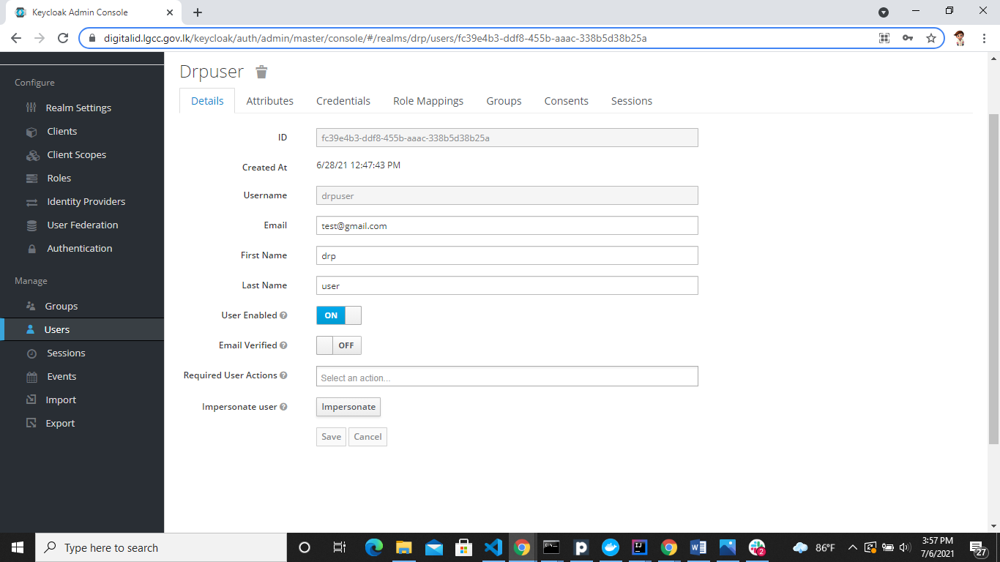 Keycloak Admin Console
digitalid.lgcc.gov.lk/keycloak/auth/admin/master/console/#/realms/drp/users/fc39e4b3-ddf8-455b-aaac-338b5d38b25a
Configure
Realm Settings
Clients
Client Scopes
Roles
Identity Providers
User Federation
Authentication
Manage
Groups
Users
Sessions
Events
Import
Export
Drpuser
Details Attributes Credentials Role Mappings Groups Consents Sessions
ID fc39e4b3-ddf8-455b-aaac-338b5d38b25a
Created At 6/28/21 12:47:43 PM
Username drpuser
Email test@gmail.com
First Name drp
Last Name user
User Enabled ON
Email Verified OFF
Required User Actions Select an action...
Impersonate user Impersonate
Save Cancel
Type here to search
IJ
W
2
86°F
3:57 PM
7/6/2021
27